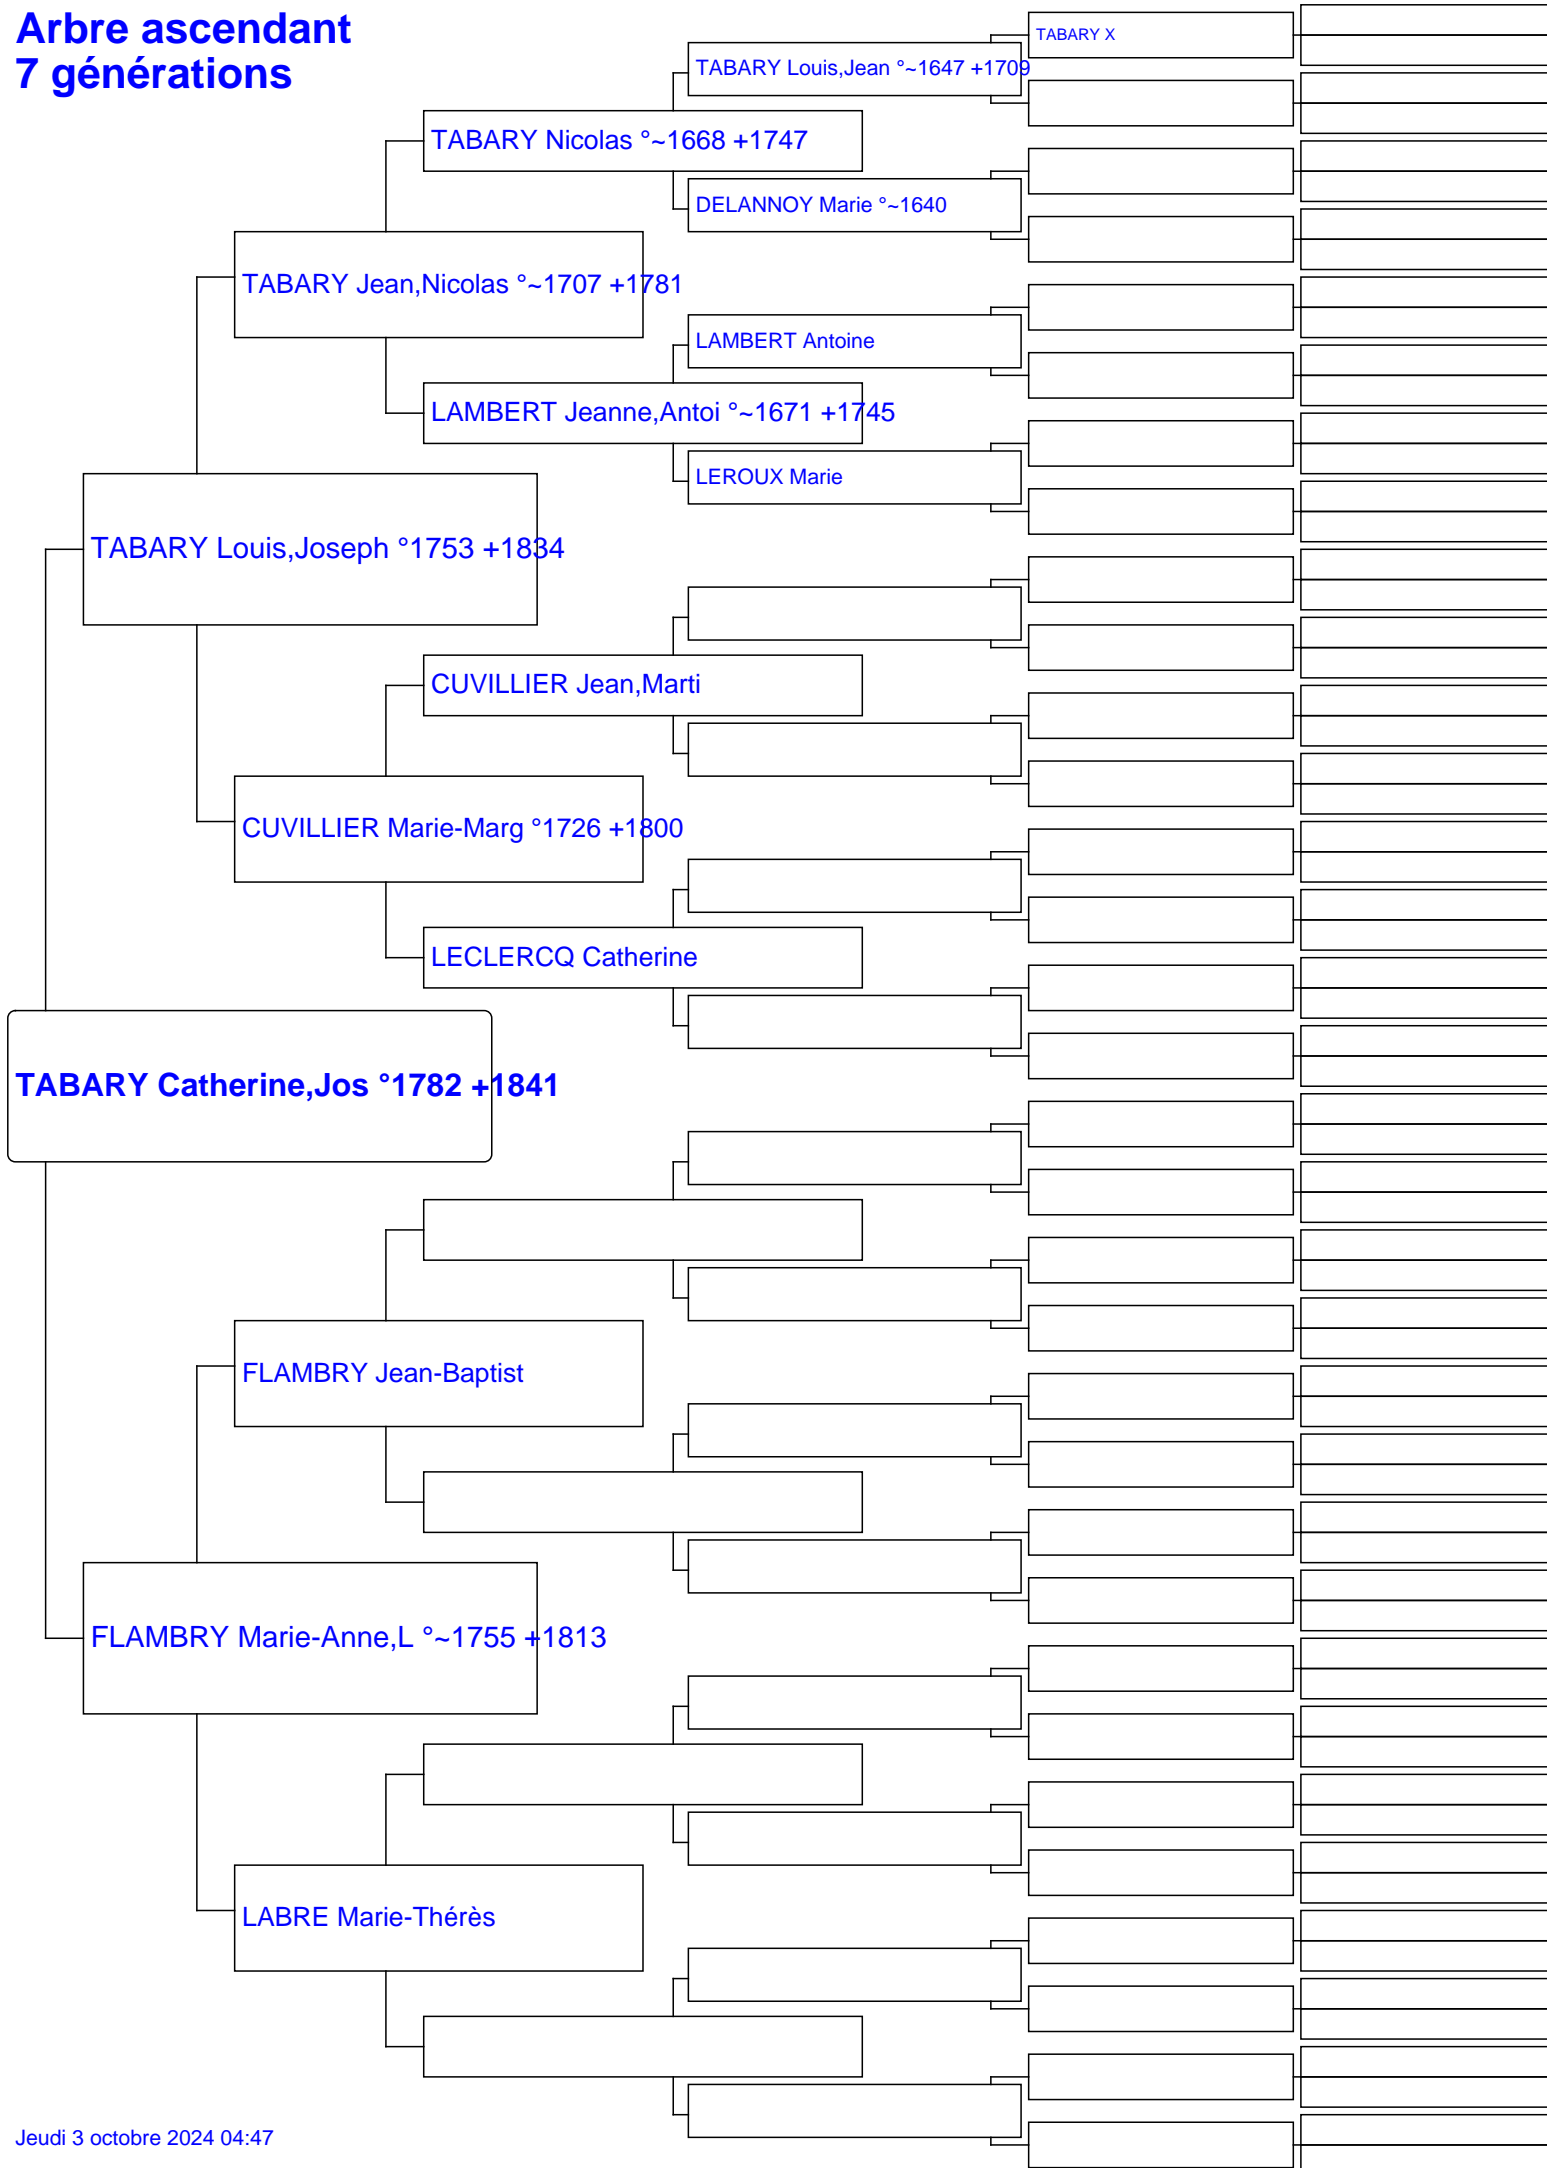 Arbre ascendant
7 générations
TABARY X
TABARY Louis,Jean °~1647 +1709
TABARY Nicolas °~1668 +1747
DELANNOY Marie °~1640
TABARY Jean,Nicolas °~1707 +1781
LAMBERT Antoine
LAMBERT Jeanne,Antoi °~1671 +1745
LEROUX Marie
TABARY Louis,Joseph °1753 +1834
CUVILLIER Jean,Marti
CUVILLIER Marie-Marg °1726 +1800
LECLERCQ Catherine
TABARY Catherine,Jos °1782 +1841
FLAMBRY Jean-Baptist
FLAMBRY Marie-Anne,L °~1755 +1813
LABRE Marie-Thérès
Jeudi 3 octobre 2024 04:47